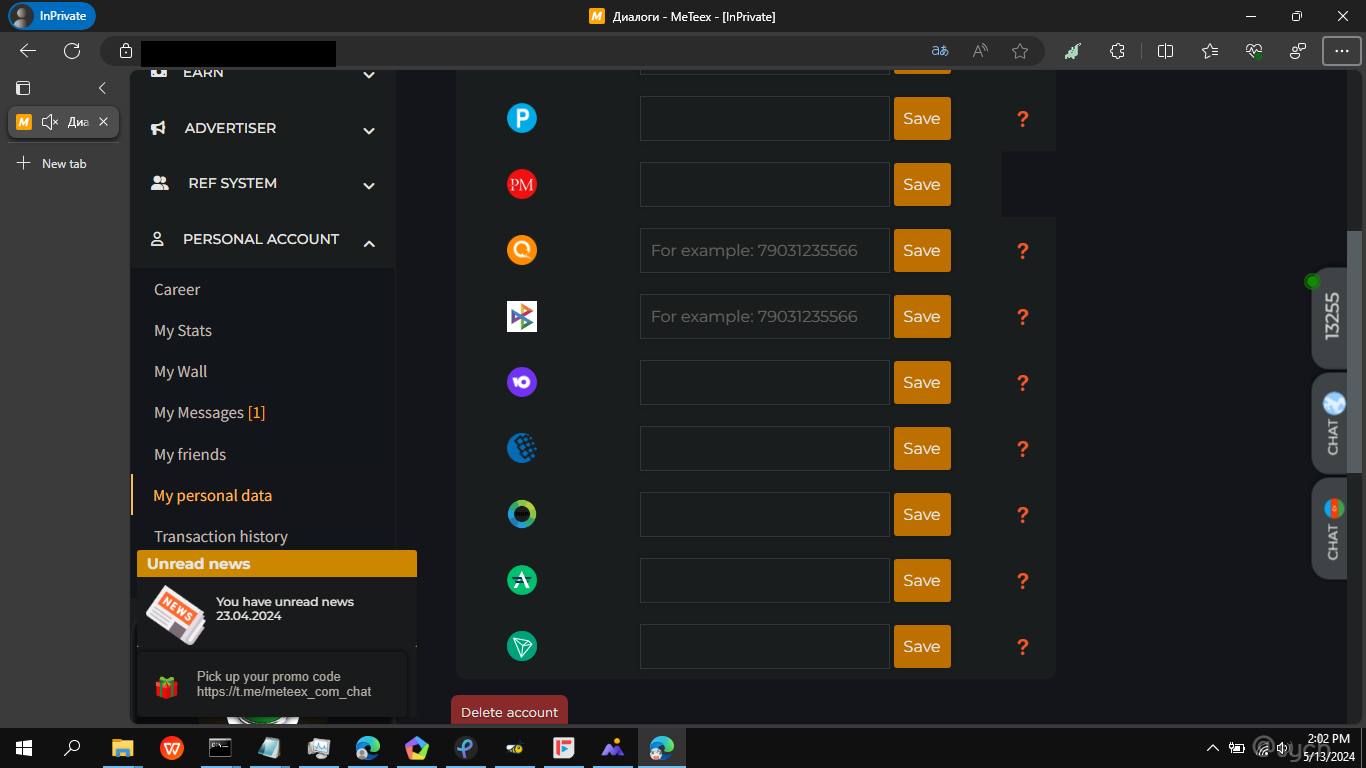 InPrivate
Диалоги - MeTeex - [InPrivate]
Диа
New tab
EARN
ADVERTISER
REF SYSTEM
PERSONAL ACCOUNT
Career
My Stats
My Wall
My Messages [1]
My friends
My personal data
Transaction history
Unread news
NEWS
You have unread news
23.04.2024
Pick up your promo code
https://t.me/meteex_com_chat
P
Save
?
PM
Save
For example: 79031235566
Save
?
For example: 79031235566
Save
?
Save
?
Save
?
Save
?
Save
?
Save
?
Delete account
13255
CHAT
CHAT
2:02 PM
5/13/2024